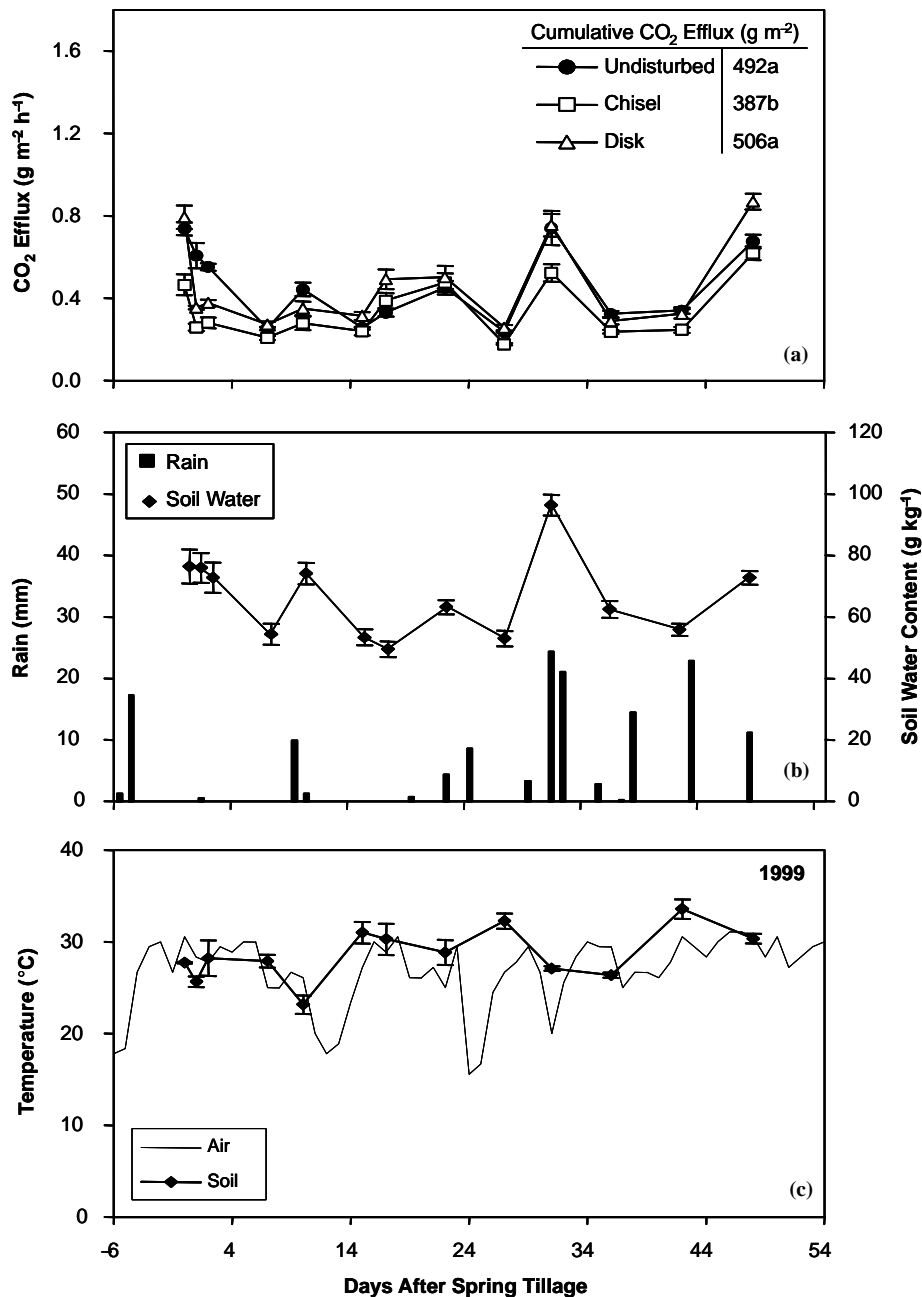 Cumulative CO₂ Efflux (g m⁻²)
Undisturbed 492a
Chisel 387b
Disk 506a
CO₂ Efflux (g m⁻² h⁻¹)
1.6
1.2
0.8
0.4
0.0
(a)
Rain
Soil Water
Rain (mm)
60
50
40
30
20
10
0
120
100
80
60
40
20
0
Soil Water Content (g kg⁻¹)
(b)
1999
Temperature (°C)
40
30
20
10
0
Air
Soil
(c)
–6 4 14 24 34 44 54
Days After Spring Tillage